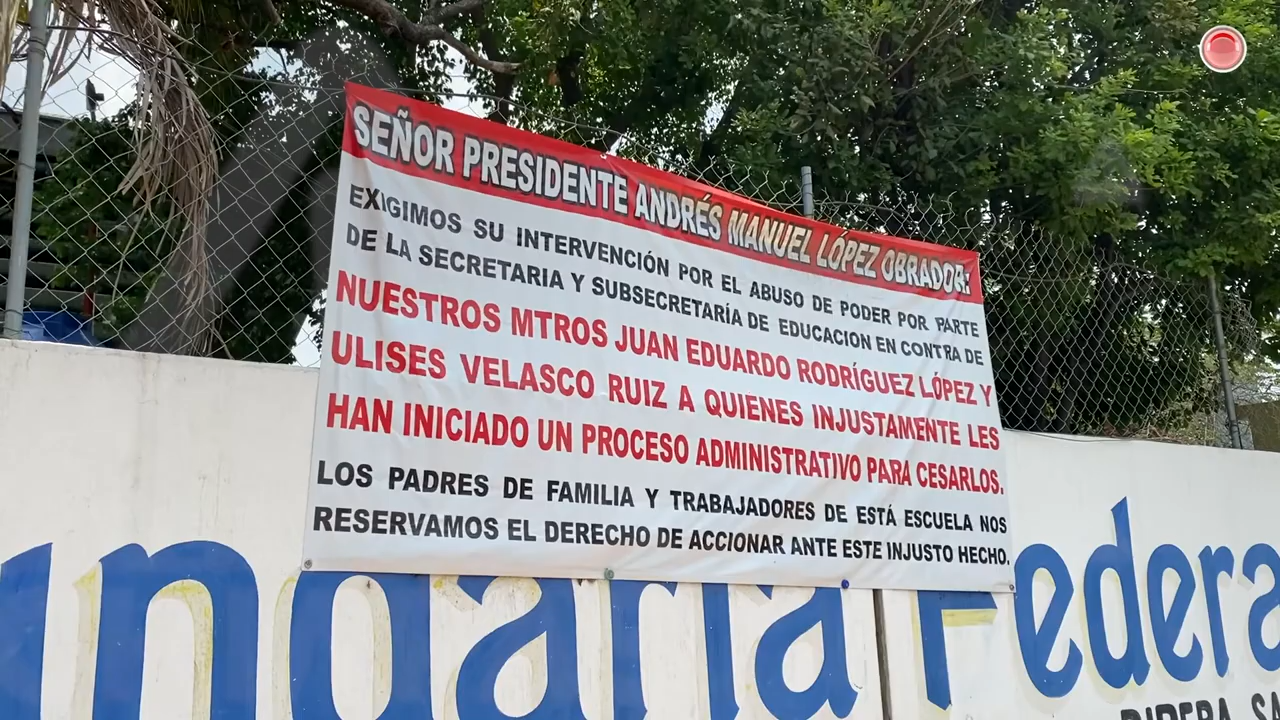 SEÑOR PRESIDENTE ANDRÉS MANUEL LÓPEZ OBRADOR:
EXIGIMOS SU INTERVENCIÓN POR EL ABUSO DE PODER POR PARTE
DE LA SECRETARIA Y SUBSECRETARÍA DE EDUCACION EN CONTRA DE
NUESTROS MTROS JUAN EDUARDO RODRÍGUEZ LÓPEZ Y
ULISES VELASCO RUIZ A QUIENES INJUSTAMENTE LES
HAN INICIADO UN PROCESO ADMINISTRATIVO PARA CESARLOS.
LOS PADRES DE FAMILIA Y TRABAJADORES DE ESTÁ ESCUELA NOS
RESERVAMOS EL DERECHO DE ACCIONAR ANTE ESTE INJUSTO HECHO.
undaria Federa